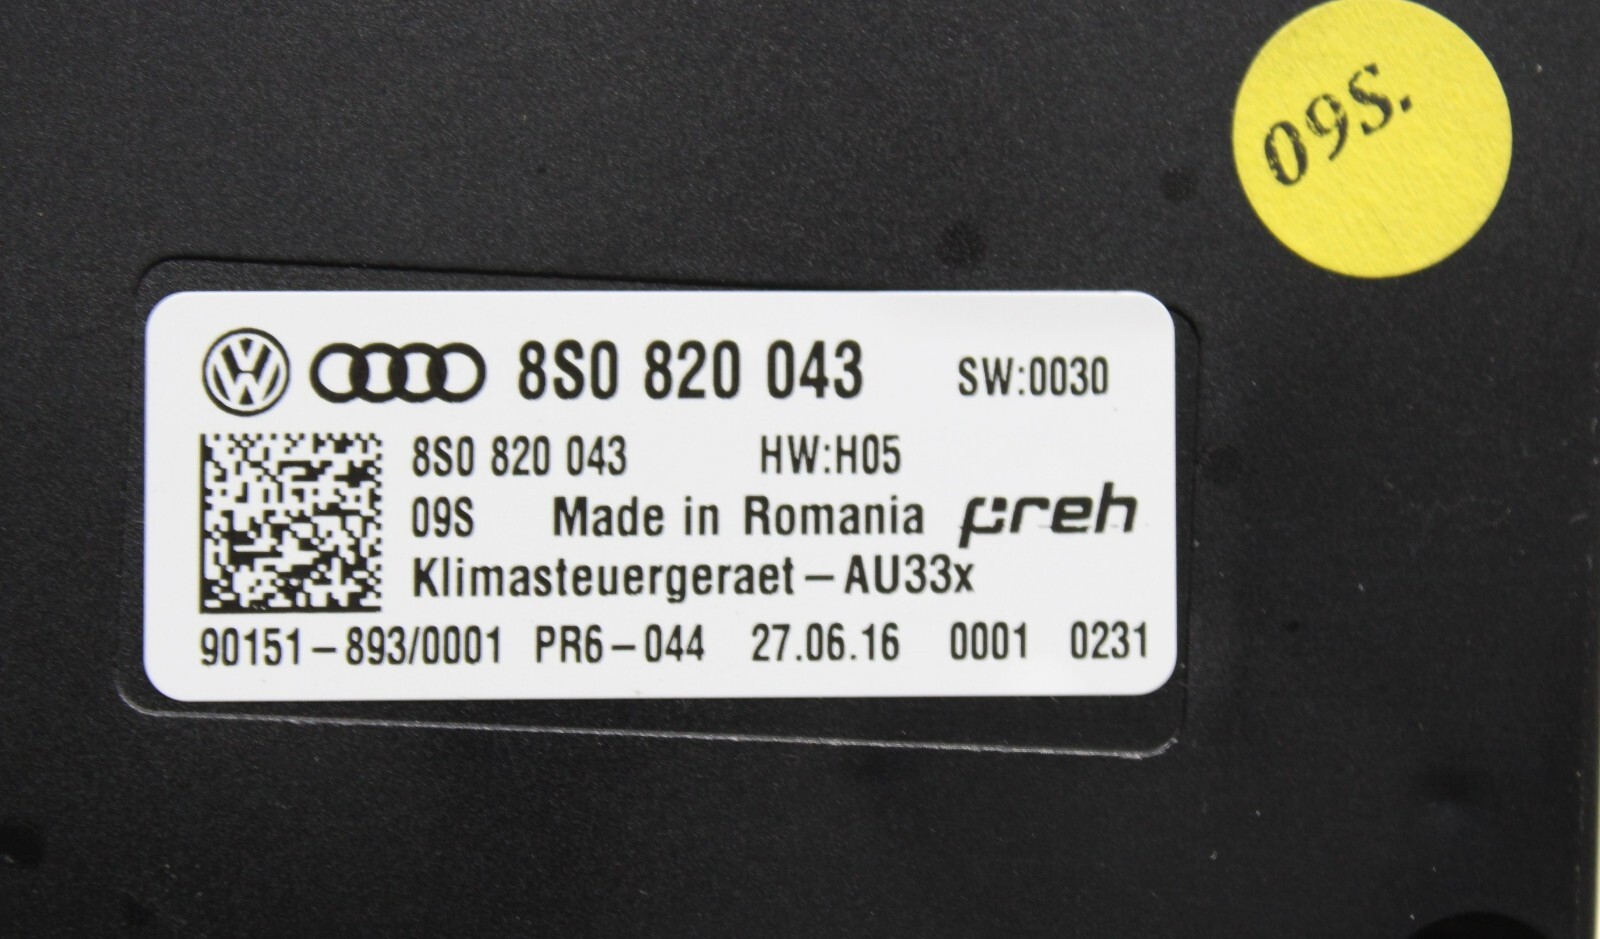 09S.
8S0 820 043 SW:0030
8S0 820 043 HW:H05
09S Made in Romania preh
Klimasteuergeraet – AU33x
90151–893/0001 PR6–044 27.06.16 0001 0231